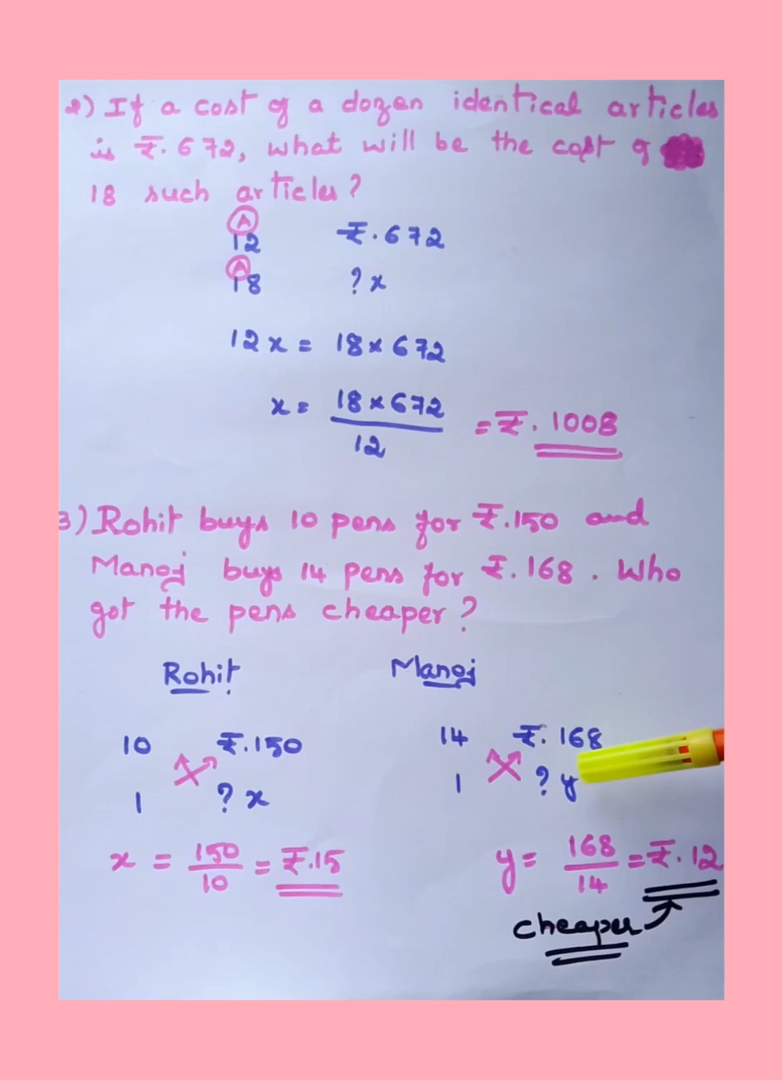 2) If a cost of a dozen identical articles
is ₹.672, what will be the cost of
18 such articles?
A A
12 ₹.672
18 ? x
12x = 18×672
x = 18×672/12 = ₹.1008
3) Rohit buys 10 pens for ₹.150 and
Manoj buys 14 pens for ₹.168. Who
got the pens cheaper?
Rohit Manoj
10 ₹.150 14 ₹.168
1 ? x 1 ? y
x = 150/10 = ₹.15 y = 168/14 = ₹.12
cheaper